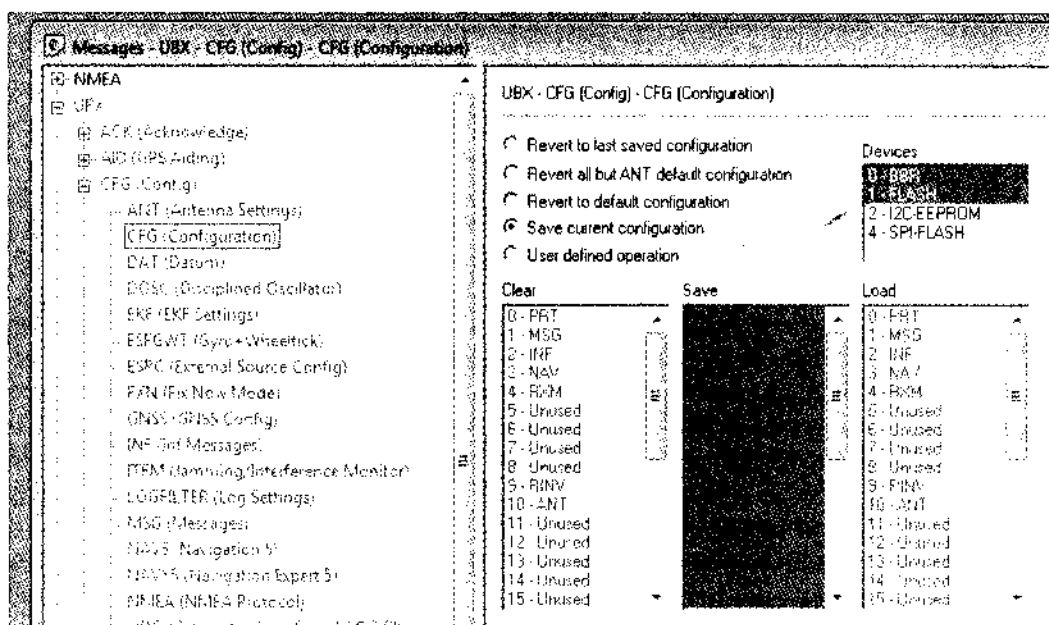 Messages - UBX - CFG (Config) - CFG (Configuration)
NMEA
UBX
ACK (Acknowledge)
AID (GPS Aiding)
CFG (Config)
ANT (Antenna Settings)
CFG (Configuration)
DAT (Datum)
DOSC (Disciplined Oscillator)
EKF (EKF Settings)
ESFGWT (Gyro+Wheeltick)
ESRC (External Source Config)
FXN (Fix Now Mode)
GNSS (GNSS Config)
INF (Inf Messages)
ITFM (Jamming/Interference Monitor)
LOGFILTER (Log Settings)
MSG (Messages)
NAV5 (Navigation 5)
NAVX5 (Navigation Expert 5)
NMEA (NMEA Protocol)
UBX - CFG (Config) - CFG (Configuration)
Revert to last saved configuration
Revert all but ANT default configuration
Revert to default configuration
Save current configuration
User defined operation
Devices
0 - BBR
1 - FLASH
2 - I2C-EEPROM
4 - SPI-FLASH
Clear
0 - PRT
1 - MSG
2 - INF
3 - NAV
4 - RXM
5 - Unused
6 - Unused
7 - Unused
8 - Unused
9 - RINV
10 - ANT
11 - Unused
12 - Unused
13 - Unused
14 - Unused
15 - Unused
Save
Load
0 - PRT
1 - MSG
2 - INF
3 - NAV
4 - RXM
5 - Unused
6 - Unused
7 - Unused
8 - Unused
9 - RINV
10 - ANT
11 - Unused
12 - Unused
13 - Unused
14 - Unused
15 - Unused